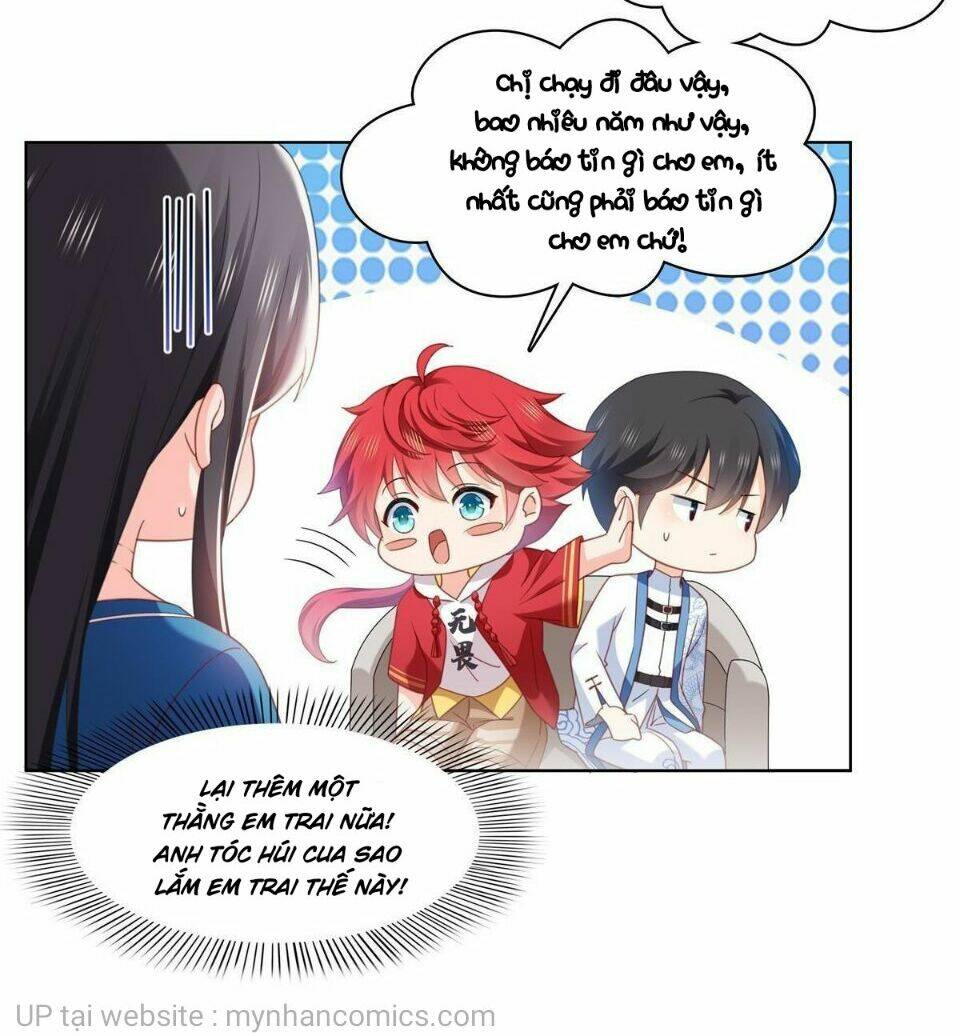 Chị chạy đi đâu vậy,
bao nhiêu năm như vậy,
không báo tin gì cho em, ít
nhất cũng phải báo tin gì
cho em chứ!
无
畏
LẠI THÊM MỘT
THẰNG EM TRAI NỮA!
ANH TÓC HÚI CUA SAO
LẮM EM TRAI THẾ NÀY!
UP tại website : mynhancomics.com